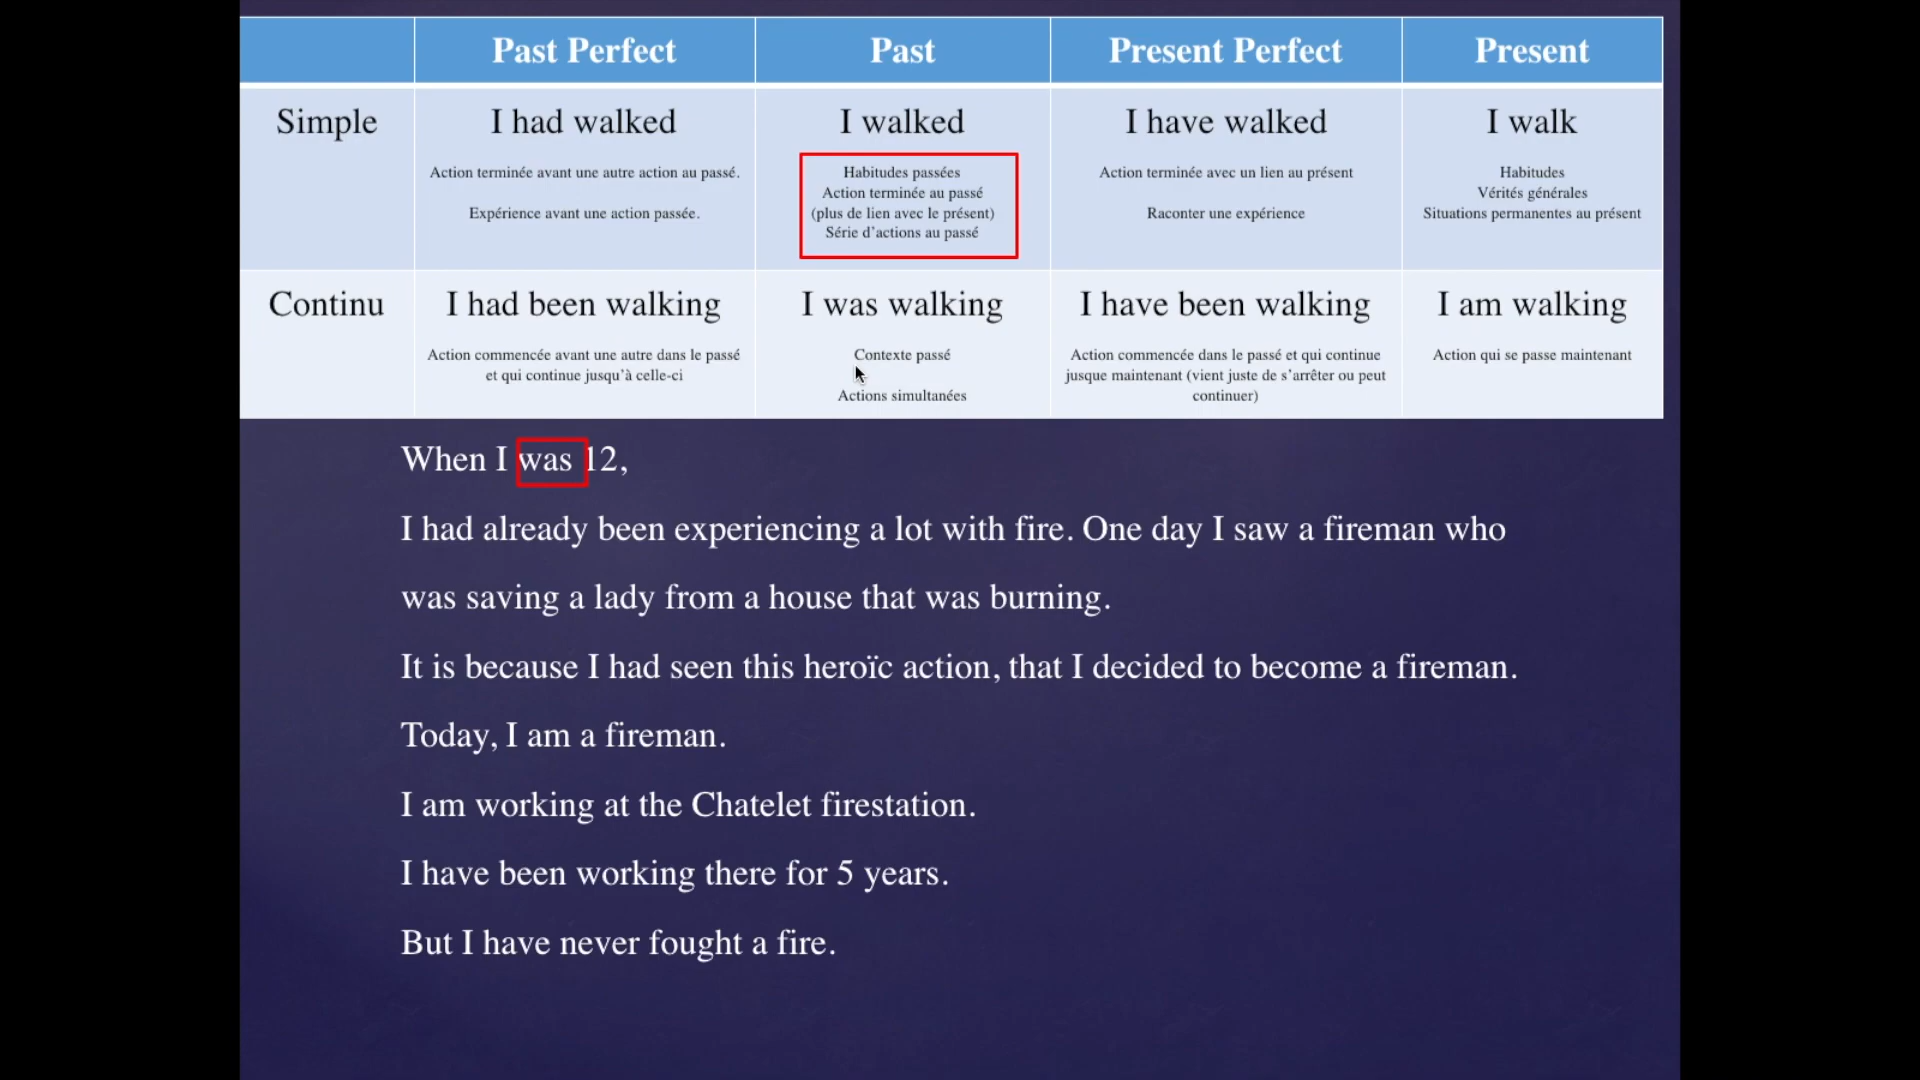 Past Perfect Past Present Perfect Present
Simple I had walked I walked I have walked I walk
Action terminée avant une autre action au passé.
Expérience avant une action passée.
Habitudes passées
Action terminée au passé
(plus de lien avec le présent)
Série d’actions au passé
Action terminée avec un lien au présent
Raconter une expérience
Habitudes
Vérités générales
Situations permanentes au présent
Continu I had been walking I was walking I have been walking I am walking
Action commencée avant une autre dans le passé
et qui continue jusqu’à celle-ci
Contexte passé
Actions simultanées
Action commencée dans le passé et qui continue
jusque maintenant (vient juste de s’arrêter ou peut
continuer)
Action qui se passe maintenant
When I was 12,
I had already been experiencing a lot with fire. One day I saw a fireman who
was saving a lady from a house that was burning.
It is because I had seen this heroïc action, that I decided to become a fireman.
Today, I am a fireman.
I am working at the Chatelet firestation.
I have been working there for 5 years.
But I have never fought a fire.